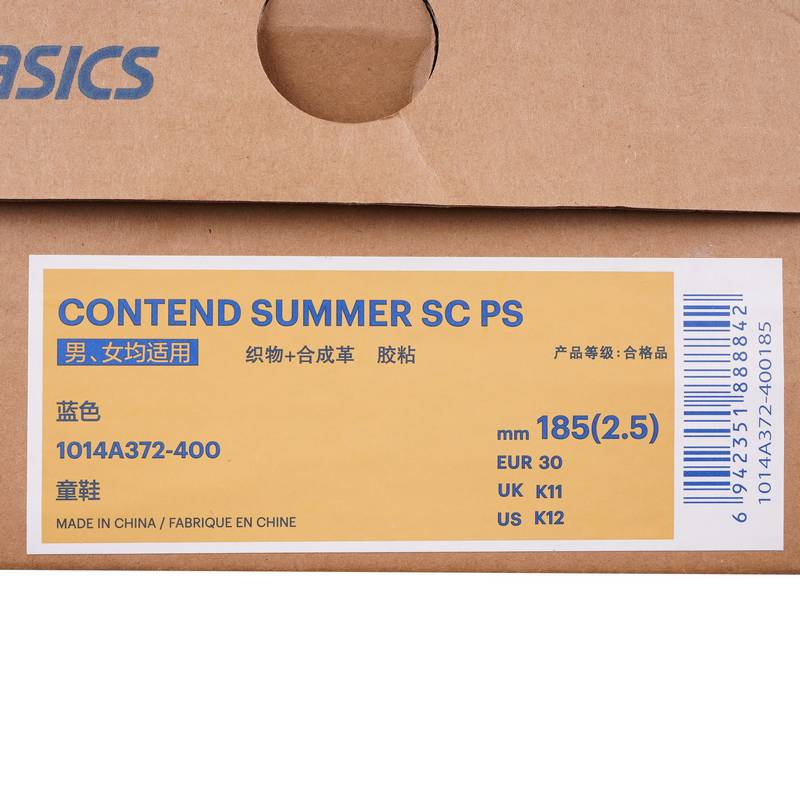 asics
CONTEND SUMMER SC PS
男、女均适用 织物+合成革 胶粘 产品等级:合格品
蓝色
1014A372-400
童鞋
MADE IN CHINA / FABRIQUE EN CHINE
mm 185(2.5)
EUR 30
UK K11
US K12
6 942351 888842
1014A372-400185